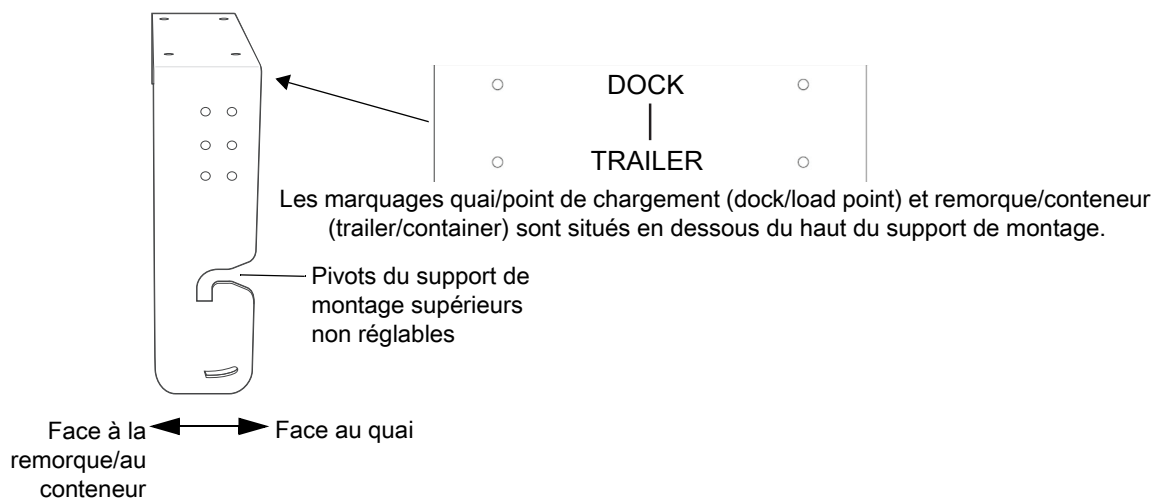 DOCK
TRAILER
Les marquages quai/point de chargement (dock/load point) et remorque/conteneur
(trailer/container) sont situés en dessous du haut du support de montage.
Pivots du support de
montage supérieurs
non réglables
Face à la
remorque/au
conteneur
Face au quai